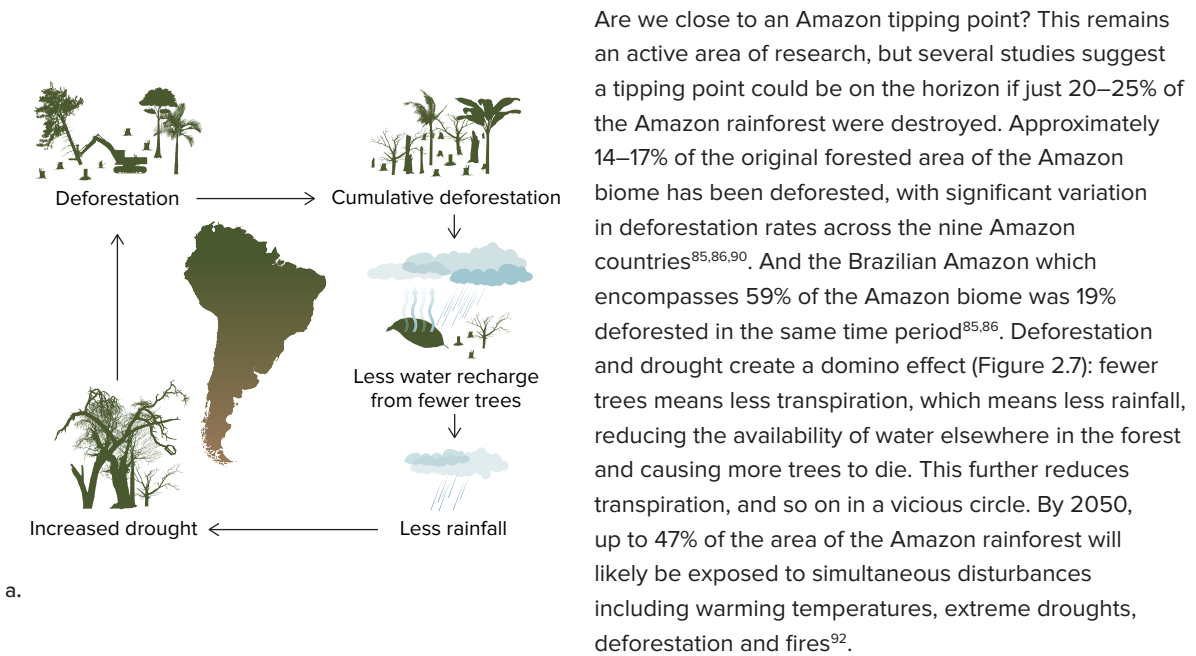 Deforestation
Cumulative deforestation
Less water recharge
from fewer trees
Less rainfall
Increased drought
a.
Are we close to an Amazon tipping point? This remains
an active area of research, but several studies suggest
a tipping point could be on the horizon if just 20–25% of
the Amazon rainforest were destroyed. Approximately
14–17% of the original forested area of the Amazon
biome has been deforested, with significant variation
in deforestation rates across the nine Amazon
countries85,86,90. And the Brazilian Amazon which
encompasses 59% of the Amazon biome was 19%
deforested in the same time period85,86. Deforestation
and drought create a domino effect (Figure 2.7): fewer
trees means less transpiration, which means less rainfall,
reducing the availability of water elsewhere in the forest
and causing more trees to die. This further reduces
transpiration, and so on in a vicious circle. By 2050,
up to 47% of the area of the Amazon rainforest will
likely be exposed to simultaneous disturbances
including warming temperatures, extreme droughts,
deforestation and fires92.